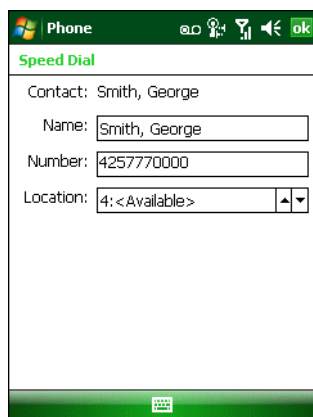 Phone ok
Speed Dial
Contact: Smith, George
Name: Smith, George
Number: 4257770000
Location: 4:<Available>